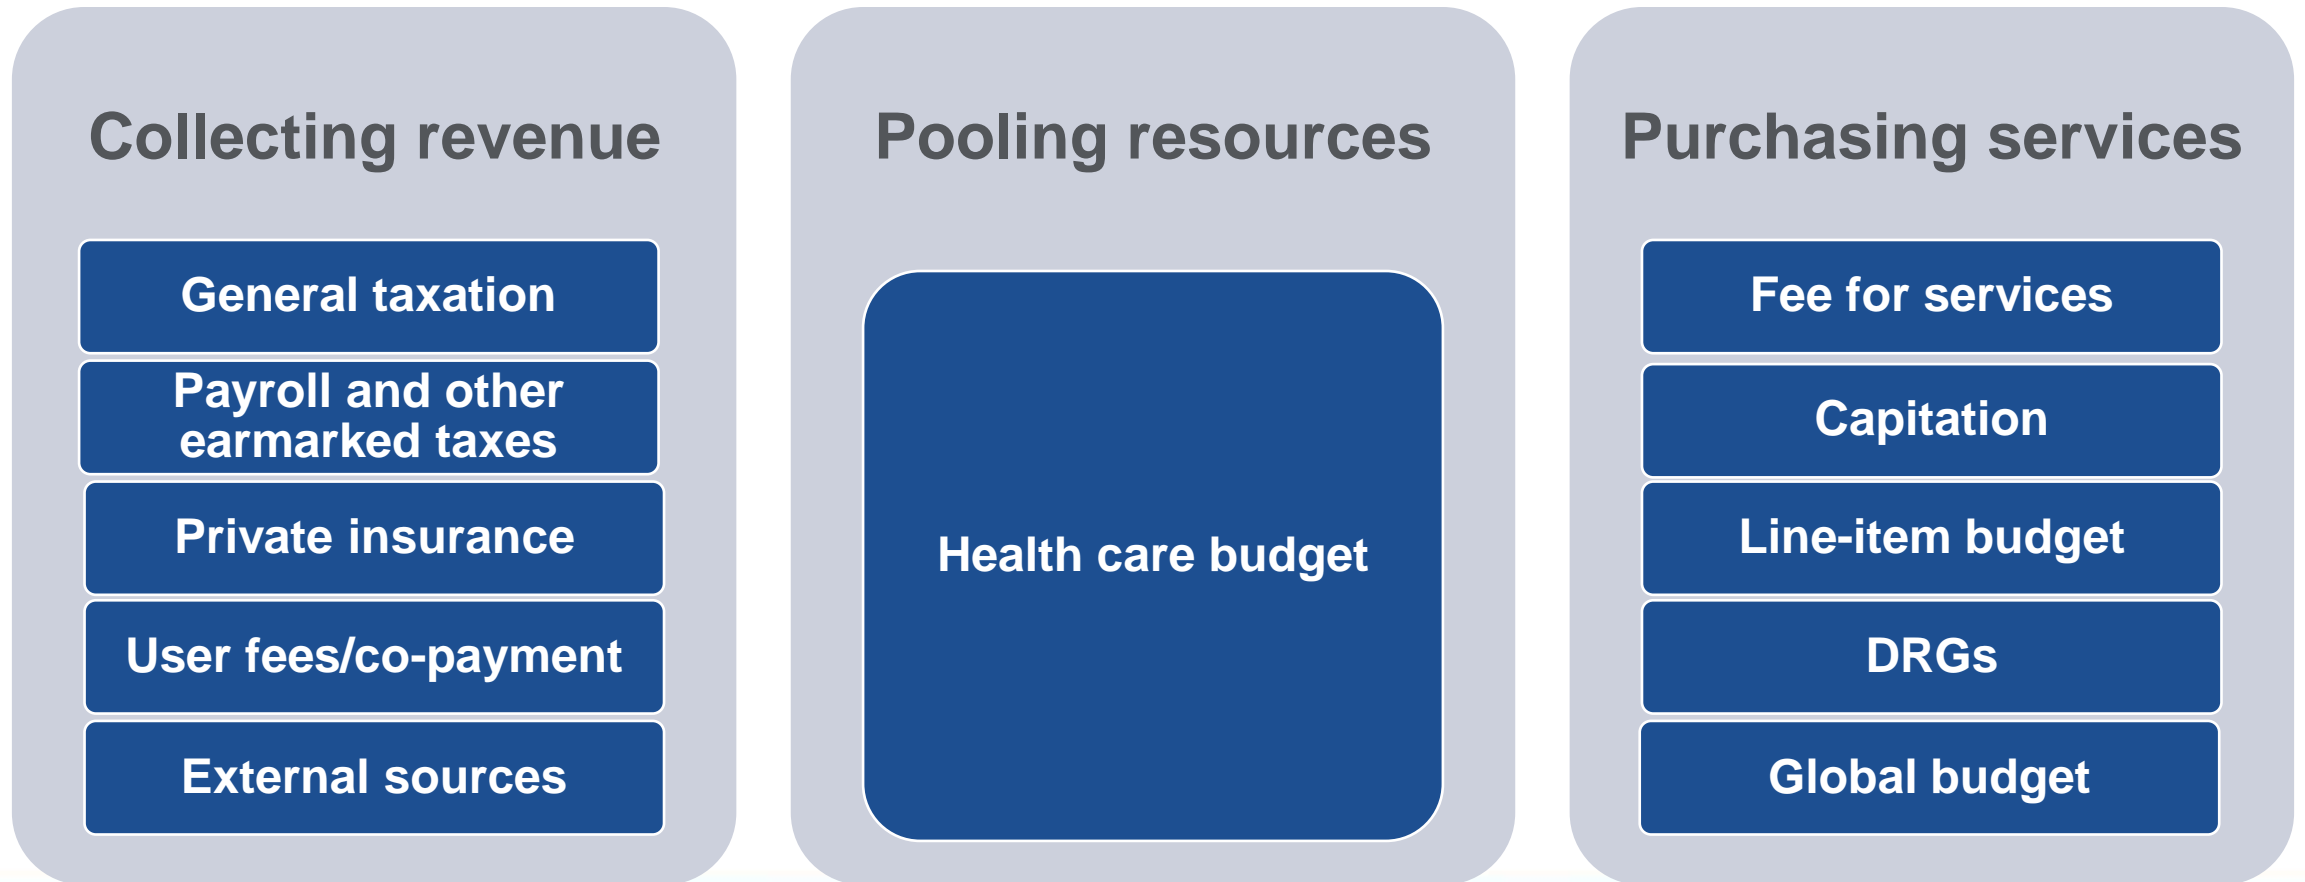 Collecting revenue
General taxation
Payroll and other
earmarked taxes
Private insurance
User fees/co-payment
External sources
Pooling resources
Health care budget
Purchasing services
Fee for services
Capitation
Line-item budget
DRGs
Global budget